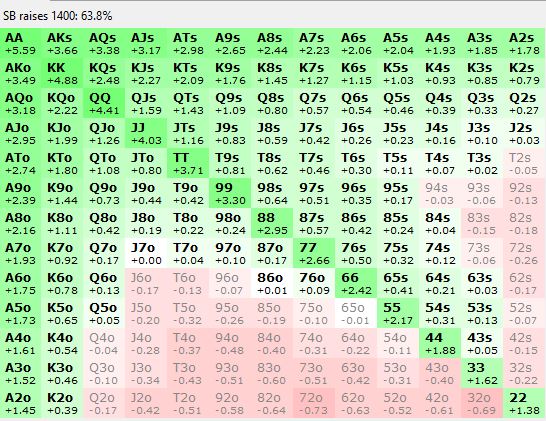 SB raises 1400: 63.8%
AA AKs AQs AJs ATs A9s A8s A7s A6s A5s A4s A3s A2s
+5.59 +3.66 +3.38 +3.17 +2.98 +2.65 +2.44 +2.23 +2.06 +2.04 +1.93 +1.85 +1.78
AKo KK KQs KJs KTs K9s K8s K7s K6s K5s K4s K3s K2s
+3.49 +4.88 +2.48 +2.27 +2.09 +1.76 +1.45 +1.27 +1.15 +1.03 +0.93 +0.85 +0.79
AQo KQo QQ QJs QTs Q9s Q8s Q7s Q6s Q5s Q4s Q3s Q2s
+3.18 +2.22 +4.41 +1.59 +1.43 +1.09 +0.80 +0.57 +0.54 +0.46 +0.39 +0.33 +0.27
AJo KJo QJo JJ JTs J9s J8s J7s J6s J5s J4s J3s J2s
+2.95 +1.99 +1.26 +4.03 +1.16 +0.83 +0.59 +0.42 +0.26 +0.23 +0.16 +0.10 +0.03
ATo KTo QTo JTo TT T9s T8s T7s T6s T5s T4s T3s T2s
+2.74 +1.80 +1.08 +0.80 +3.71 +0.81 +0.62 +0.46 +0.30 +0.11 +0.07 +0.02 -0.05
A9o K9o Q9o J9o T9o 99 98s 97s 96s 95s 94s 93s 92s
+2.39 +1.44 +0.73 +0.44 +0.42 +3.30 +0.64 +0.51 +0.35 +0.17 -0.03 -0.06 -0.13
A8o K8o Q8o J8o T8o 98o 88 87s 86s 85s 84s 83s 82s
+2.16 +1.11 +0.42 +0.19 +0.22 +0.24 +2.95 +0.57 +0.42 +0.24 +0.04 -0.15 -0.18
A7o K7o Q7o J7o T7o 97o 87o 77 76s 75s 74s 73s 72s
+1.93 +0.92 +0.17 +0.00 +0.04 +0.10 +0.17 +2.66 +0.50 +0.32 +0.12 -0.06 -0.26
A6o K6o Q6o J6o T6o 96o 86o 76o 66 65s 64s 63s 62s
+1.75 +0.78 +0.13 -0.17 -0.13 -0.07 +0.01 +0.09 +2.42 +0.41 +0.21 +0.03 -0.17
A5o K5o Q5o J5o T5o 95o 85o 75o 65o 55 54s 53s 52s
+1.73 +0.65 +0.05 -0.20 -0.32 -0.26 -0.19 -0.10 -0.01 +2.17 +0.31 +0.13 -0.07
A4o K4o Q4o J4o T4o 94o 84o 74o 64o 54o 44 43s 42s
+1.61 +0.54 -0.04 -0.28 -0.37 -0.48 -0.40 -0.31 -0.22 -0.11 +1.88 +0.05 -0.15
A3o K3o Q3o J3o T3o 93o 83o 73o 63o 53o 43o 33 32s
+1.52 +0.46 -0.10 -0.34 -0.43 -0.51 -0.60 -0.51 -0.42 -0.31 -0.40 +1.62 -0.22
A2o K2o Q2o J2o T2o 92o 82o 72o 62o 52o 42o 32o 22
+1.45 +0.39 -0.17 -0.42 -0.51 -0.58 -0.64 -0.73 -0.63 -0.52 -0.61 -0.69 +1.38